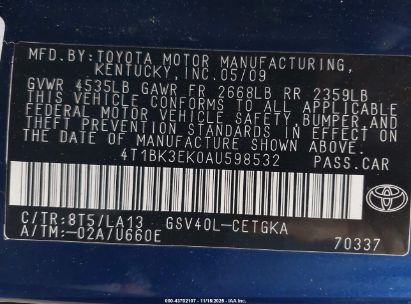 MFD.BY:TOYOTA MOTOR MANUFACTURING,
KENTUCKY,INC.05/09
GVWR 4535LB GAWR FR 2668LB RR 2359LB
THIS VEHICLE CONFORMS TO ALL APPLICABLE
FEDERAL MOTOR VEHICLE SAFETY,BUMPER,AND
THEFT PREVENTION STANDARDS IN EFFECT ON
THE DATE OF MANUFACTURE SHOWN ABOVE.
4T1BK3EK0AU598532 PASS.CAR
C/TR:8T5/LA13 GSV40L-CETGKA
A/TM:-02A/U660E 70337
TOYOTA